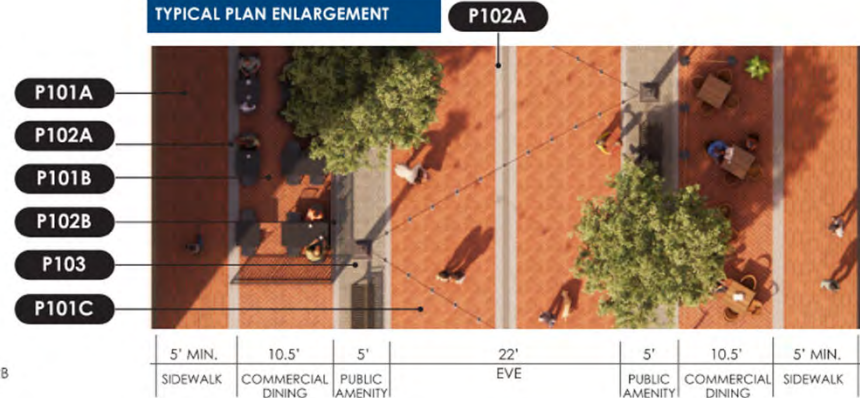 TYPICAL PLAN ENLARGEMENT
P102A
P101A
P102A
P101B
P102B
P103
P101C
B
5' MIN. 10.5' 5' 22' 5' 10.5' 5' MIN.
SIDEWALK COMMERCIAL DINING PUBLIC AMENITY EVE PUBLIC AMENITY COMMERCIAL DINING SIDEWALK